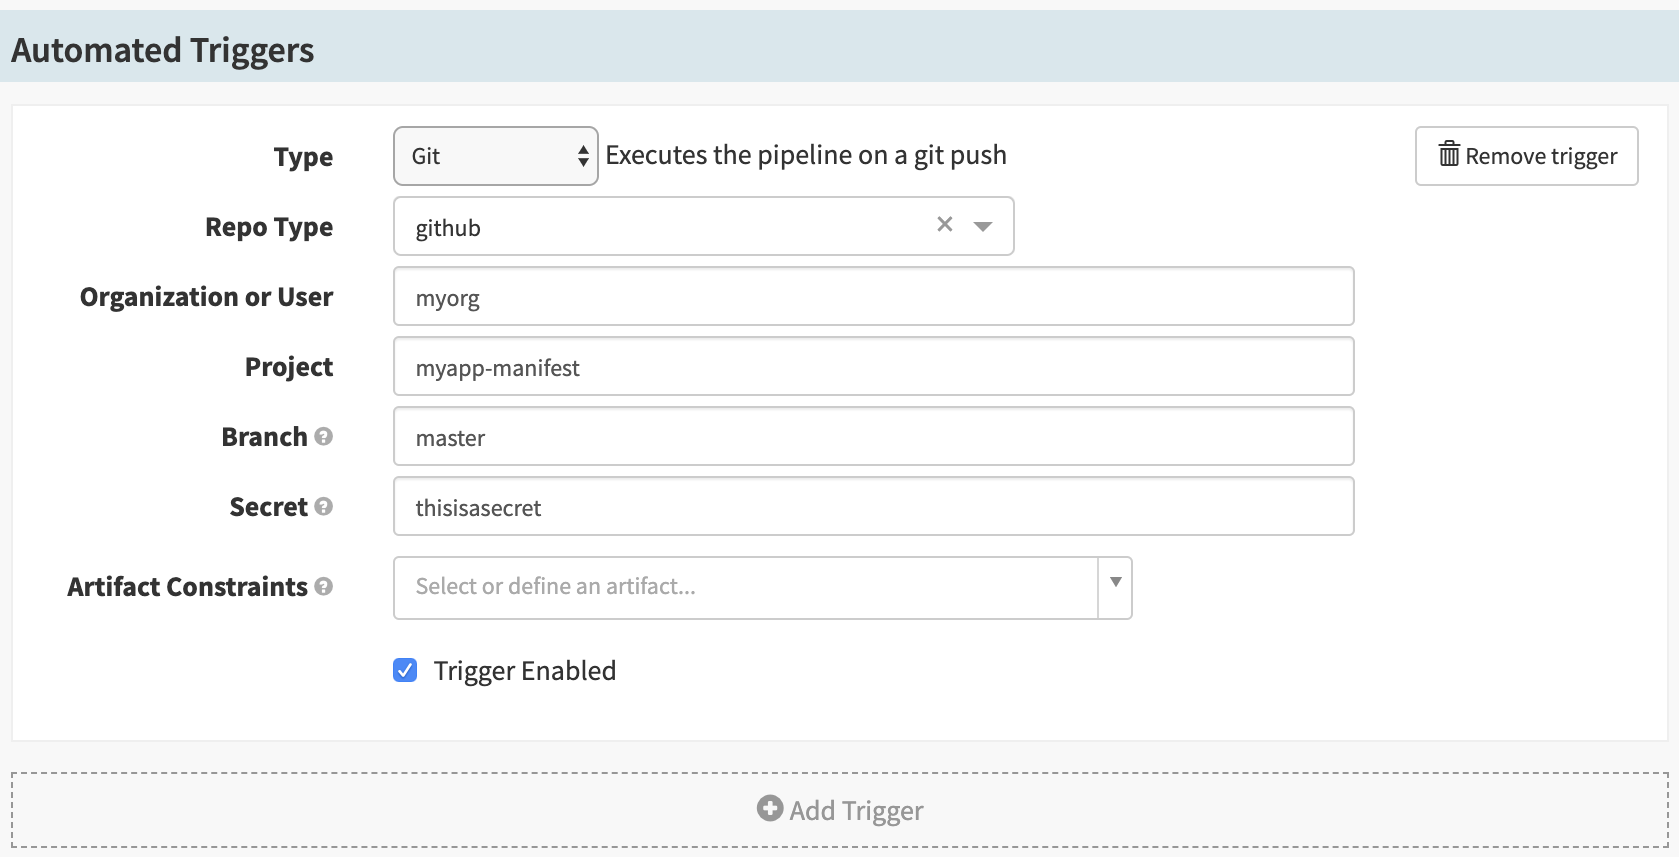 Automated Triggers
Type Git Executes the pipeline on a git push Remove trigger
Repo Type github
Organization or User myorg
Project myapp-manifest
Branch ? master
Secret ? thisisasecret
Artifact Constraints ? Select or define an artifact...
Trigger Enabled
Add Trigger